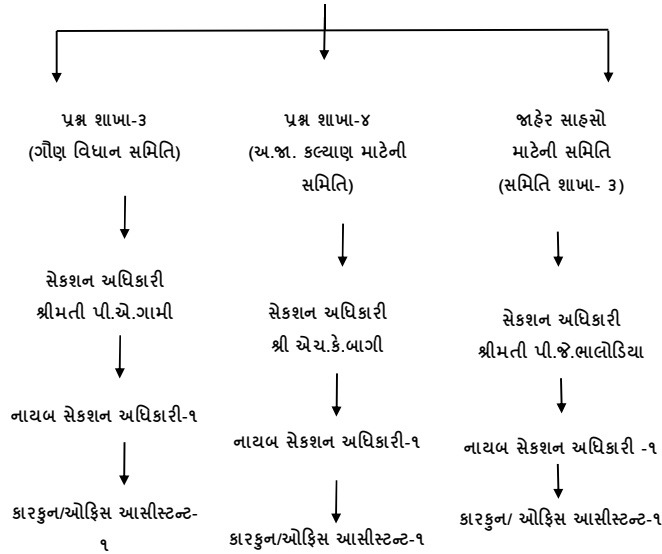 પ્રશ્ન શાખા-૩
(ગૌણ વિધાન સમિતિ)
સેકશન અધિકારી
શ્રીમતી પી.એ.ગામી
નાયબ સેકશન અધિકારી-૧
કારકુન/ઓફિસ આસીસ્ટન્ટ-
૧
પ્રશ્ન શાખા-૪
(અ.જા. કલ્યાણ માટેની
સમિતિ)
સેકશન અધિકારી
શ્રી એચ.કે.બાગી
નાયબ સેકશન અધિકારી-૧
કારકુન/ઓફિસ આસીસ્ટન્ટ-૧
જાહેર સાહસો
માટેની સમિતિ
(સમિતિ શાખા- ૩)
સેકશન અધિકારી
શ્રીમતી પી.જે.ભાલોડિયા
નાયબ સેકશન અધિકારી -૧
કારકુન/ ઓફિસ આસીસ્ટન્ટ-૧